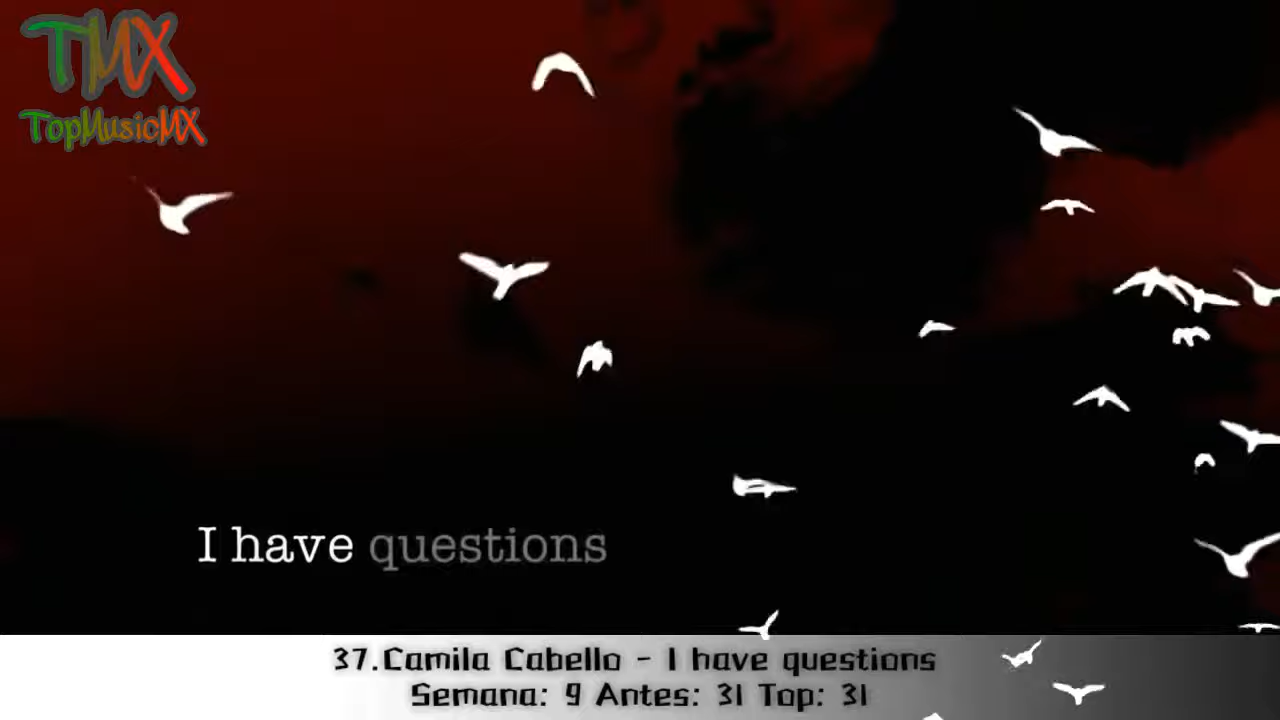 TMX
TopMusicMX
I have questions
37.Camila Cabello - I have questions
Semana: 9 Antes: 31 Top: 31